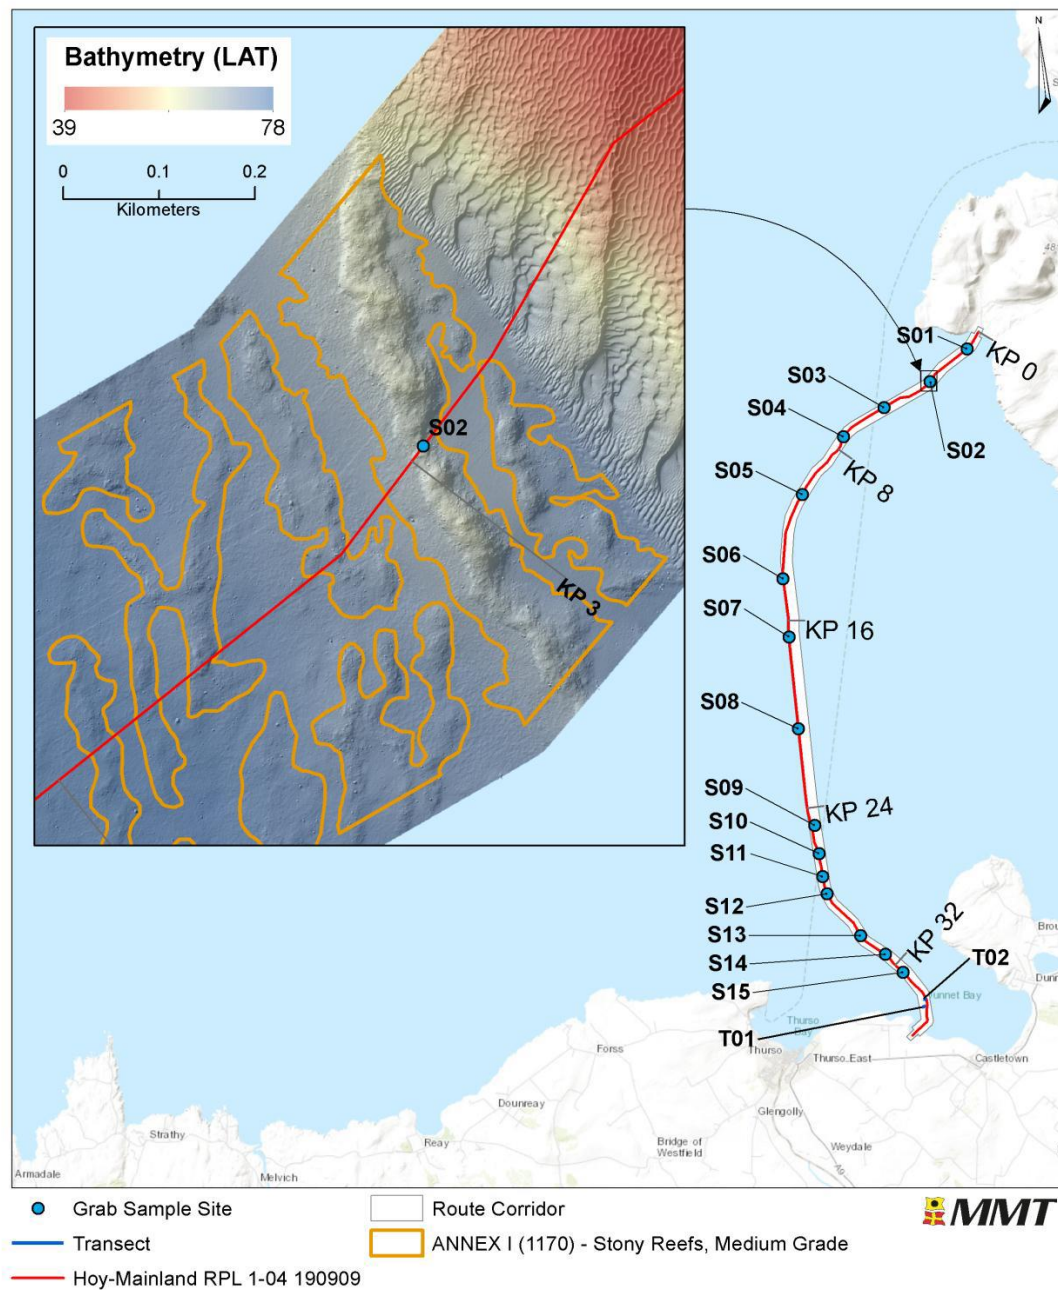 Bathymetry (LAT)
39 78
0 0.1 0.2
Kilometers
S02
KP 3
N
S01
KP 0
S03
S04
S02
KP 8
S05
S06
S07
KP 16
S08
S09
KP 24
S10
S11
S12
S13
KP 32
S14
T02
S15
T01
Thurso
Bay
Thurso
Thurso East
Castletown
Forss
Dounreay
Glengolly
Strathy
Reay
Bridge of
Westfield
Weydale
A9
Armadale
Melvich
Grab Sample Site
Route Corridor
MMT
Transect
ANNEX I (1170) - Stony Reefs, Medium Grade
Hoy-Mainland RPL 1-04 190909